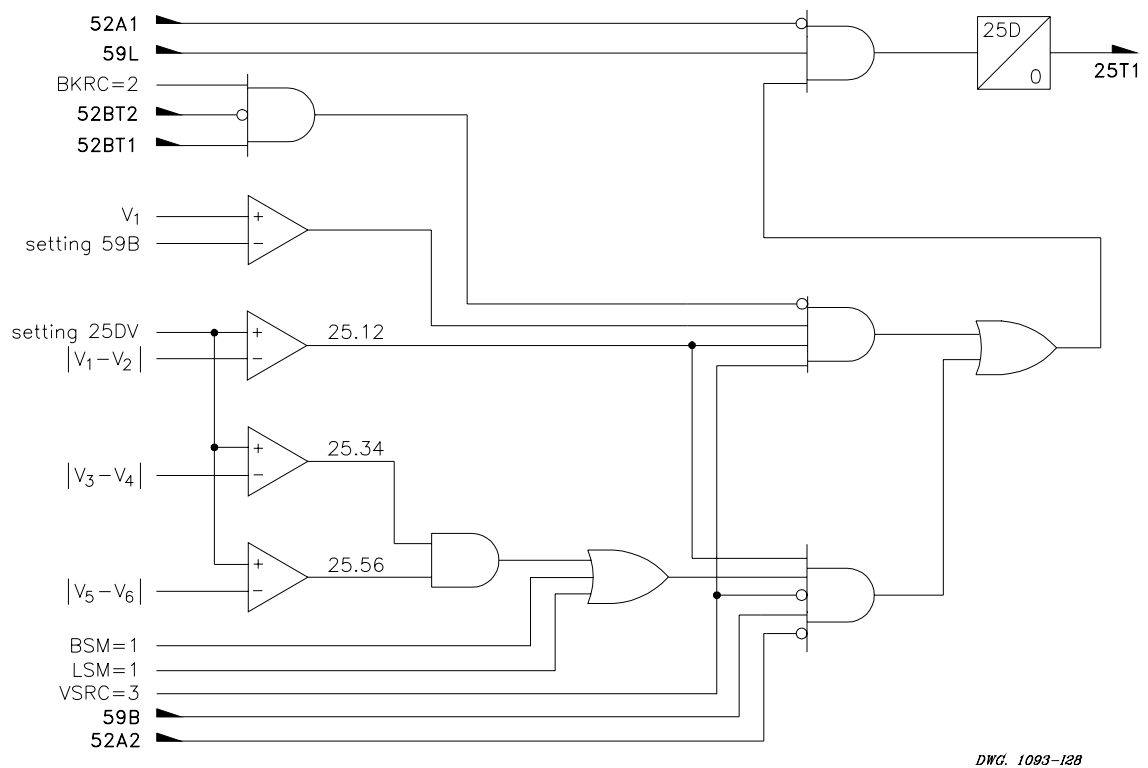 52A1
59L
BKRC=2
52BT2
52BT1
25D
0
25T1
V₁
+
setting 59B
−
setting 25DV
+
25.12
|V₁−V₂|
−
+
25.34
|V₃−V₄|
−
+
25.56
|V₅−V₆|
−
BSM=1
LSM=1
VSRC=3
59B
52A2
DWG. 1093-I28